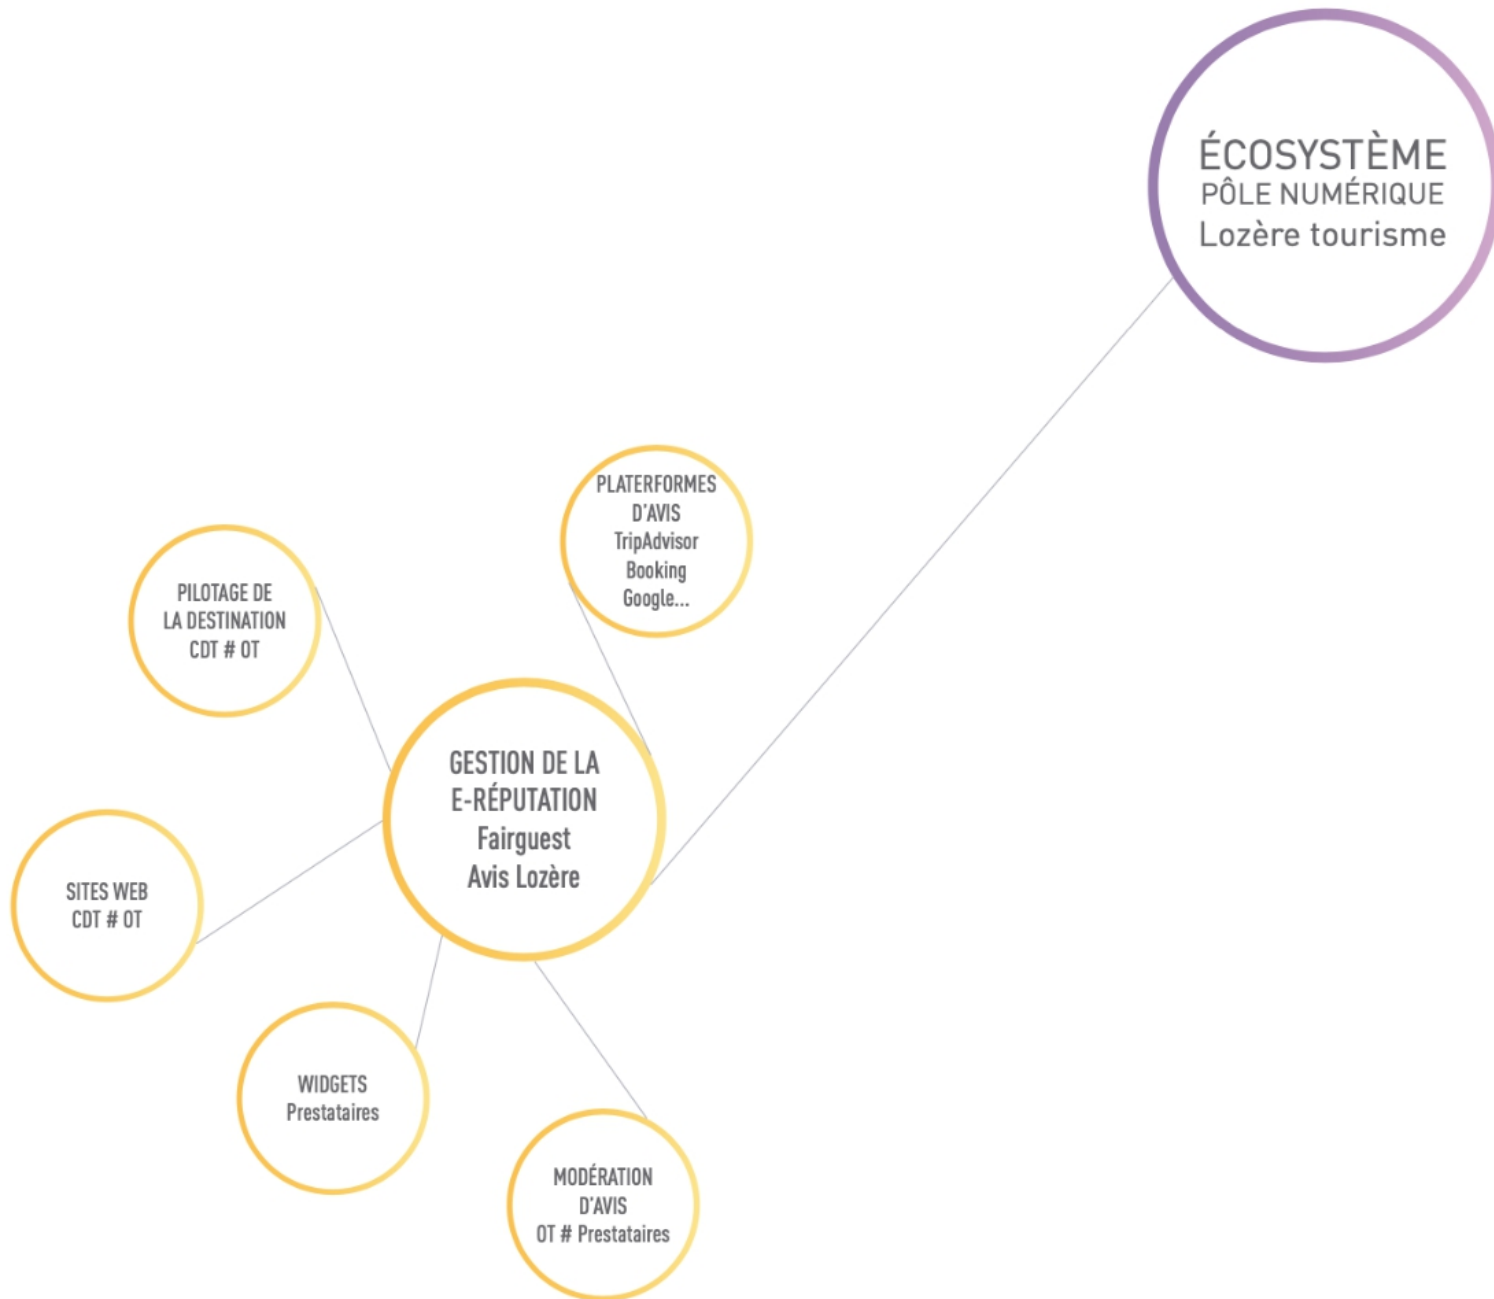 ÉCOSYSTÈME
PÔLE NUMÉRIQUE
Lozère tourisme
PLATERFORMES
D'AVIS
TripAdvisor
Booking
Google...
PILOTAGE DE
LA DESTINATION
CDT # OT
GESTION DE LA
E-RÉPUTATION
Fairguest
Avis Lozère
SITES WEB
CDT # OT
WIDGETS
Prestataires
MODÉRATION
D'AVIS
OT # Prestataires